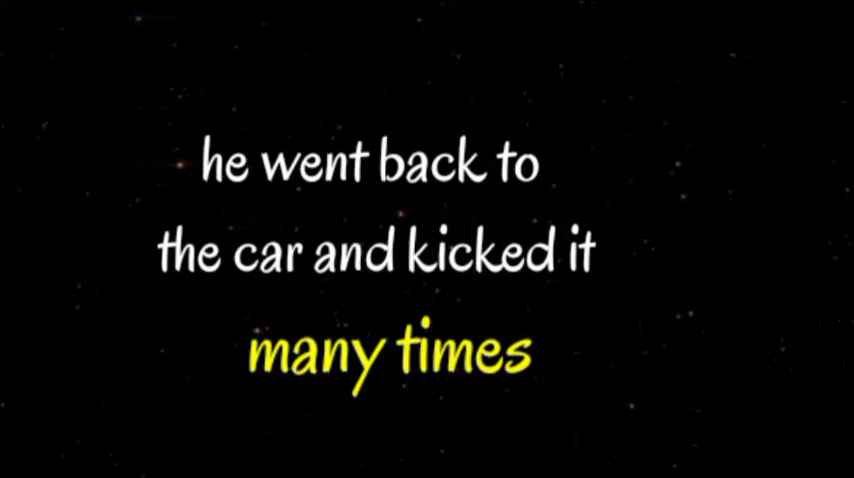 he went back to
the car and kicked it
many times